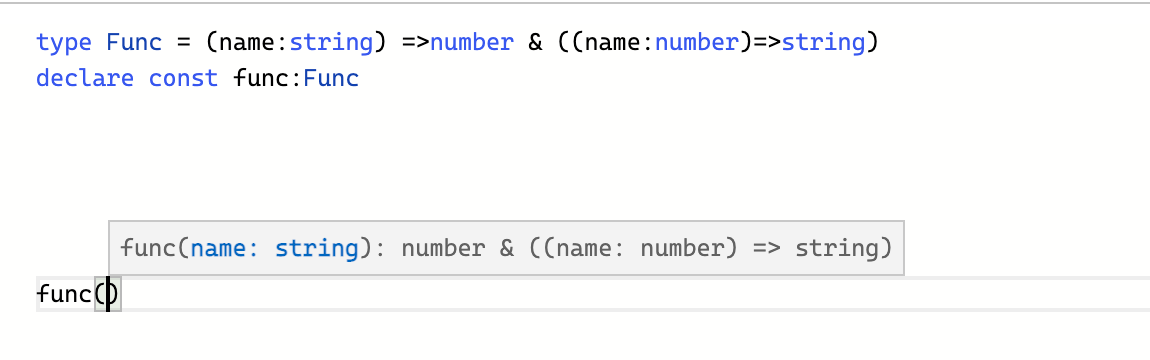 type Func = (name:string) =>number & ((name:number)=>string)
declare const func:Func
func(name: string): number & ((name: number) => string)
func()